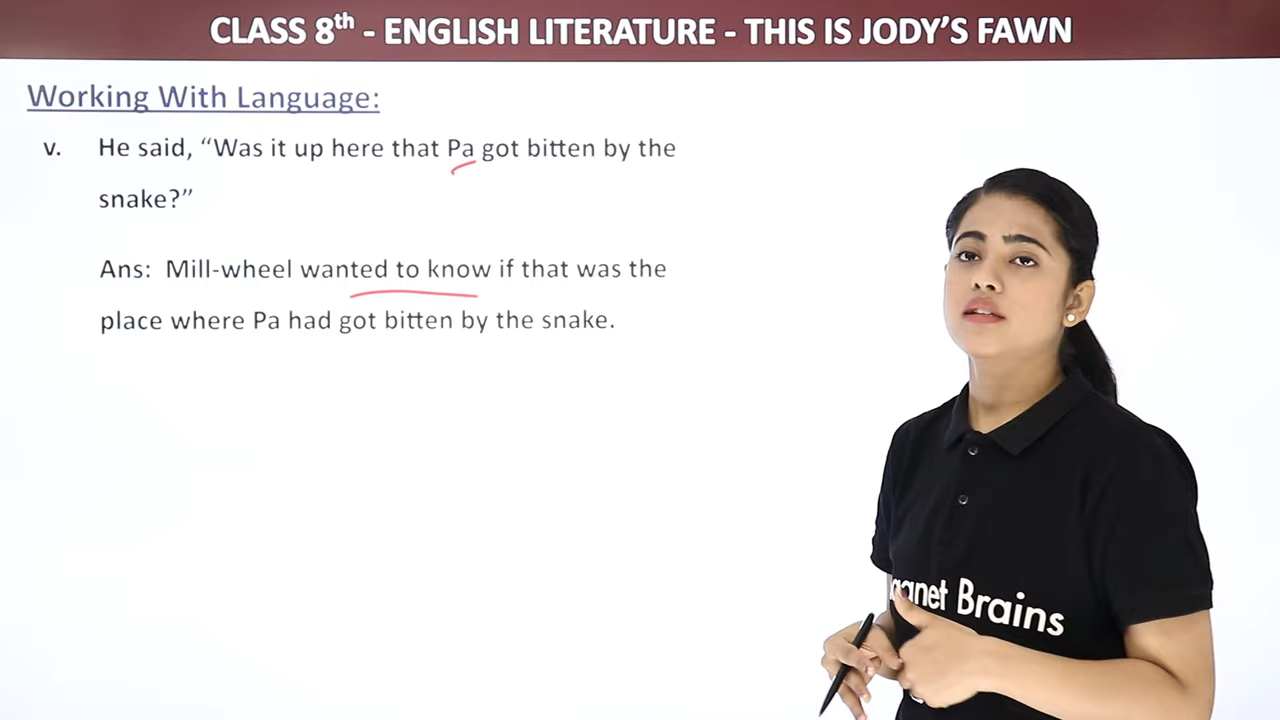 CLASS 8th - ENGLISH LITERATURE - THIS IS JODY'S FAWN
Working With Language:
v. He said, “Was it up here that Pa got bitten by the
snake?”
Ans: Mill-wheel wanted to know if that was the
place where Pa had got bitten by the snake.
Brains